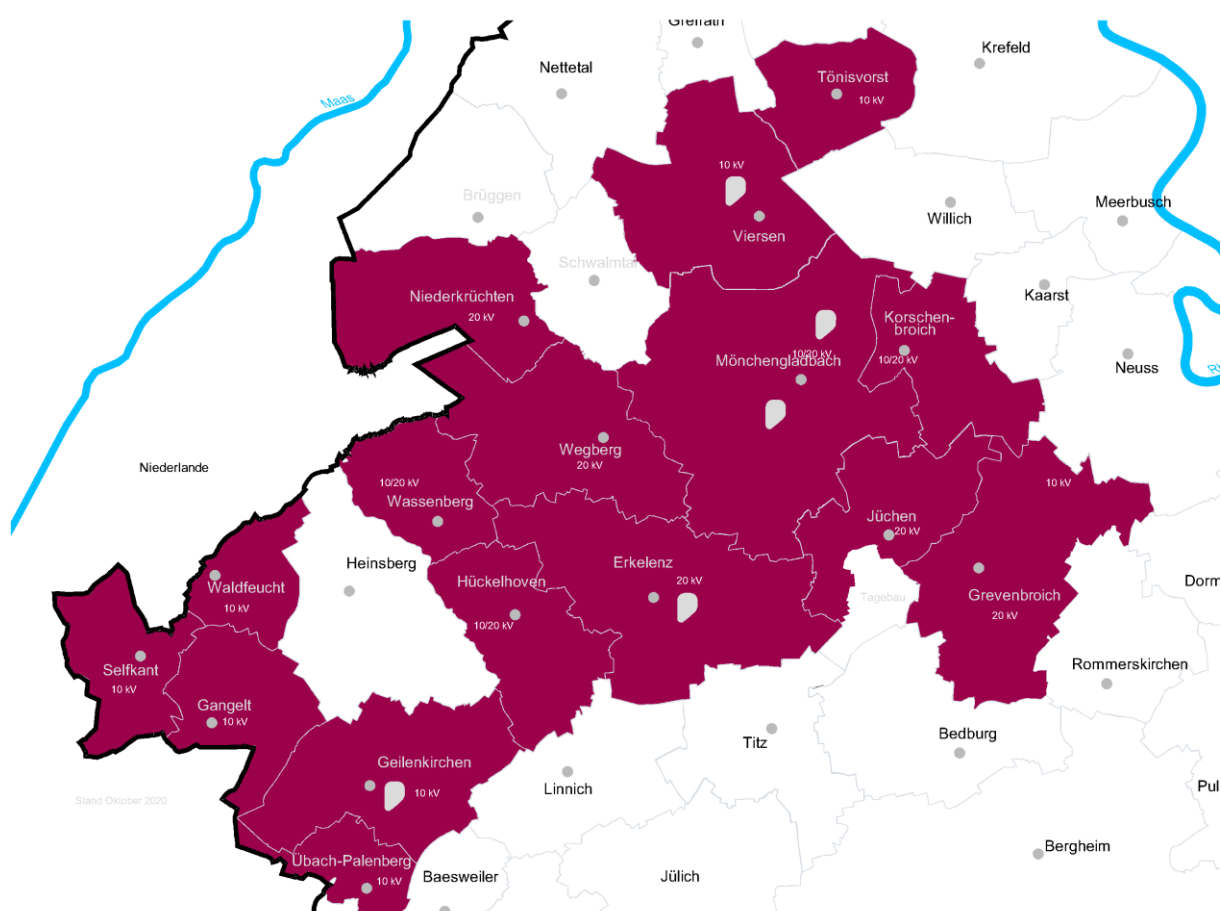 Grefrath
Krefeld
Nettetal
Tönisvorst
10 kV
Maas
10 kV
Brüggen
Meerbusch
Willich
Viersen
Schwalmtal
Kaarst
Niederkrüchten
20 kV
Korschen-
broich
10/20 kV
10/20 kV
Mönchengladbach
Neuss
Wegberg
20 kV
Niederlande
10/20 kV
Wassenberg
10 kV
Jüchen
20 kV
Heinsberg
Erkelenz
20 kV
Hückelhoven
10/20 kV
Waldfeucht
10 kV
Tagebau
Grevenbroich
20 kV
Dorm
Selfkant
10 kV
Rommerskirchen
Gangelt
10 kV
Titz
Bedburg
Geilenkirchen
10 kV
Linnich
Pul
Stand Oktober 2020
Bergheim
Übach-Palenberg
10 kV
Baesweiler
Jülich